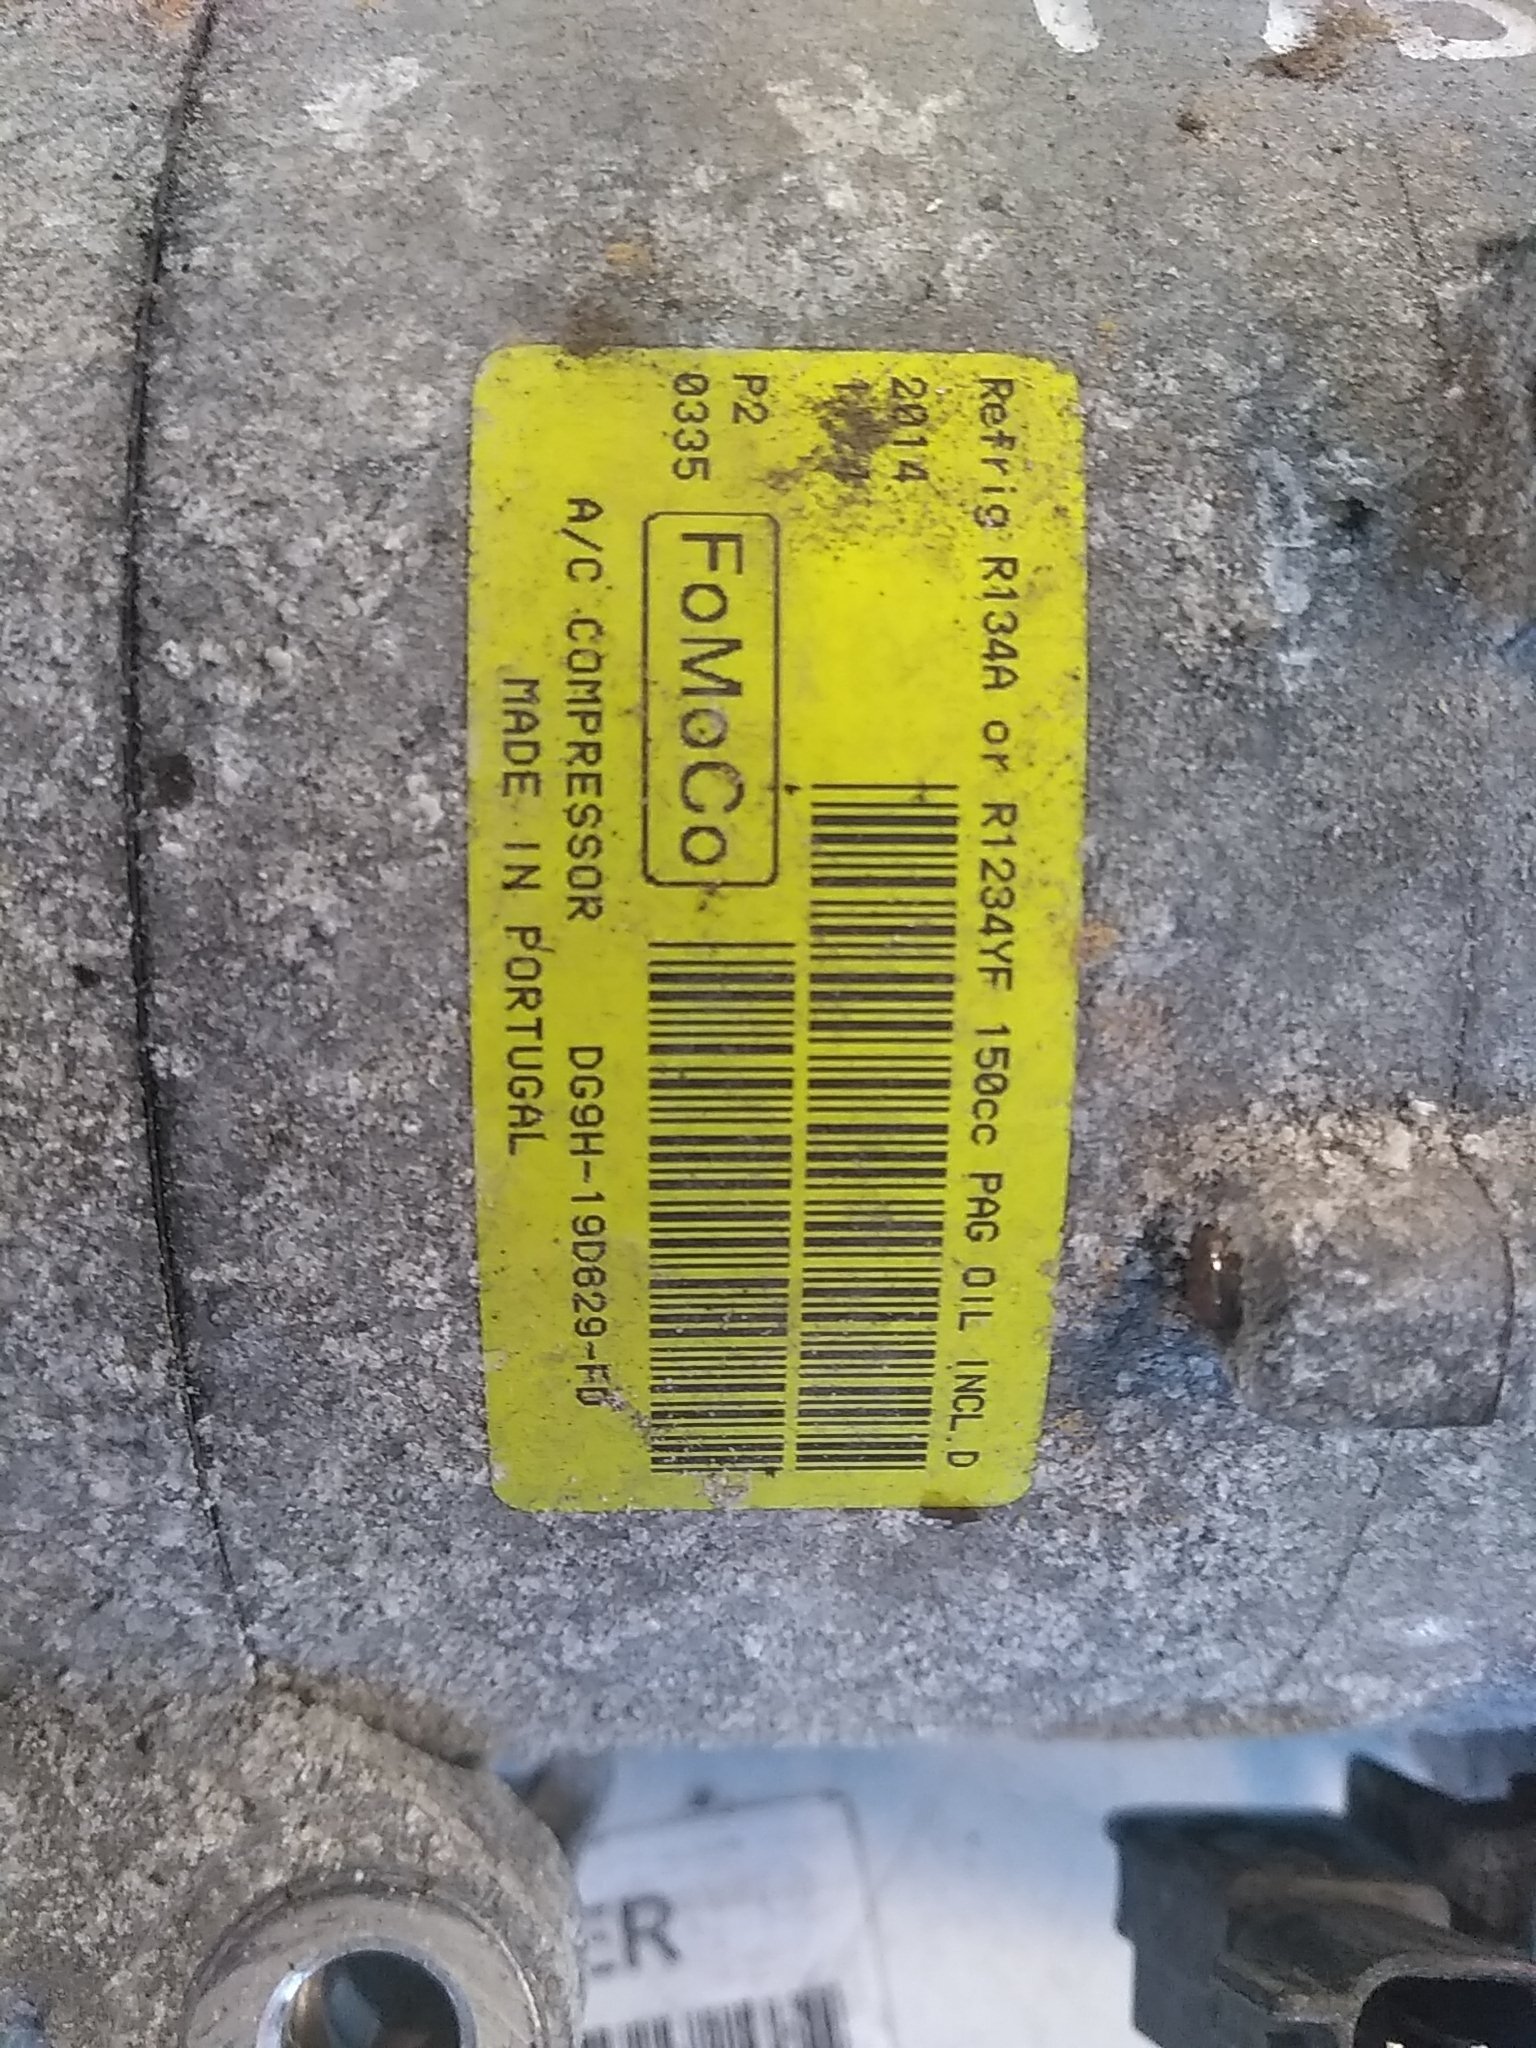 Refrig R134A or R1234YF 150cc PAG OIL INCL.D
2014
P2
0335
FoMoCo
A/C COMPRESSOR DG9H-19D629-FD
MADE IN PORTUGAL
ER